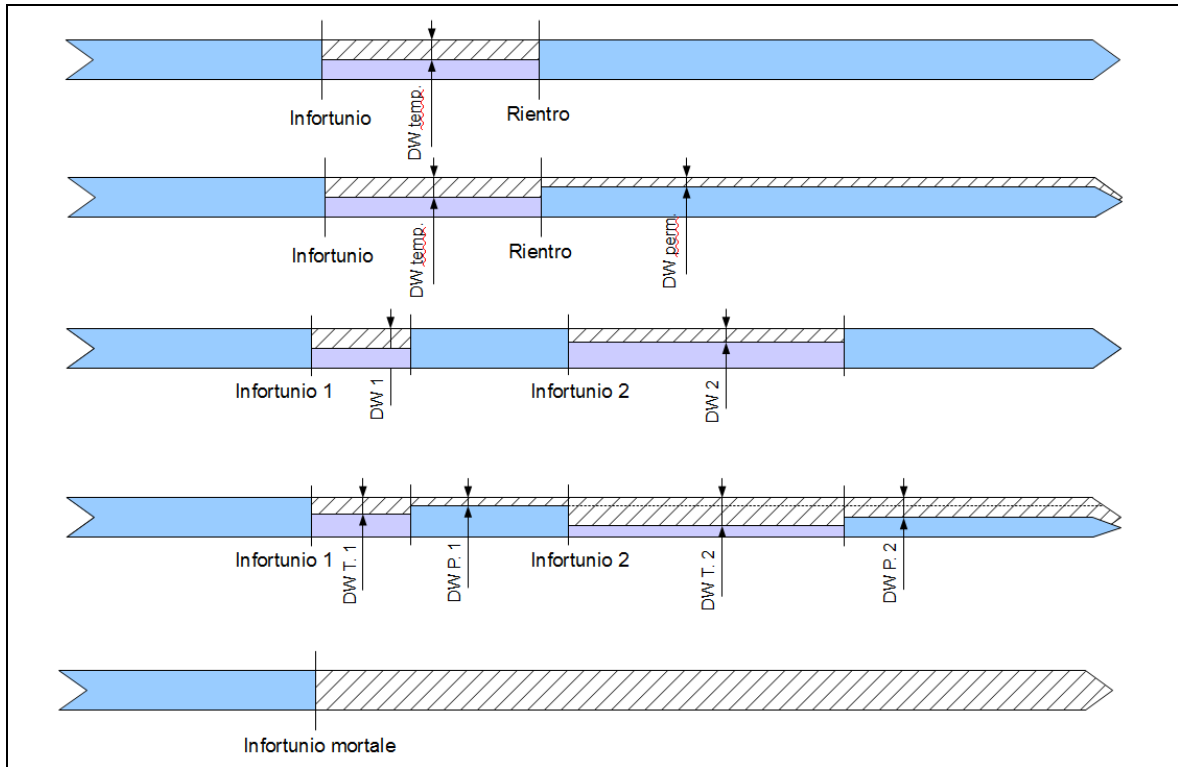 Infortunio
DW temp.
Rientro
Infortunio
DW temp.
Rientro
DW perm.
Infortunio 1
DW 1
Infortunio 2
DW 2
Infortunio 1
DW T. 1
DW P. 1
Infortunio 2
DW T. 2
DW P. 2
Infortunio mortale